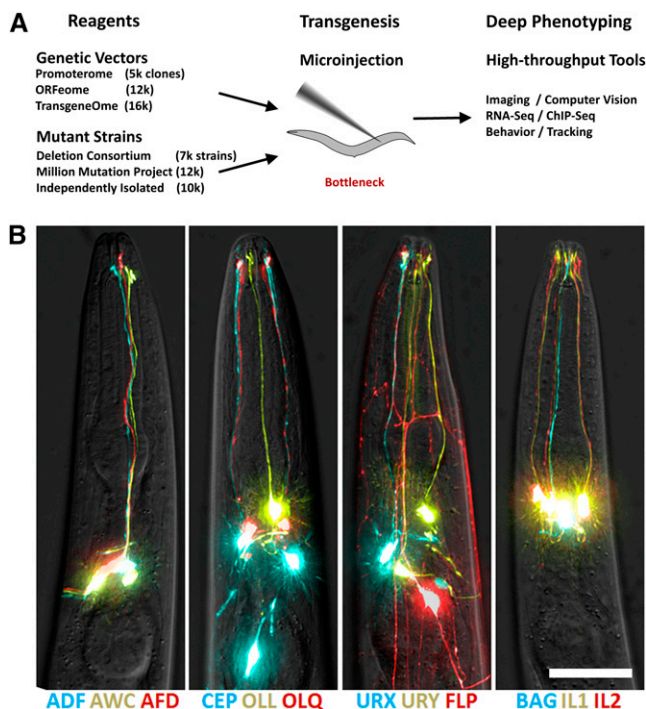 A
Reagents
Transgenesis
Deep Phenotyping
Genetic Vectors
Promoterome (5k clones)
ORFeome (12k)
TransgeneOme (16k)
Mutant Strains
Deletion Consortium (7k strains)
Million Mutation Project (12k)
Independently Isolated (10k)
Microinjection
Bottleneck
High-throughput Tools
Imaging / Computer Vision
RNA-Seq / ChIP-Seq
Behavior / Tracking
B
ADF AWC AFD
CEP OLL OLQ
URX URY FLP
BAG IL1 IL2